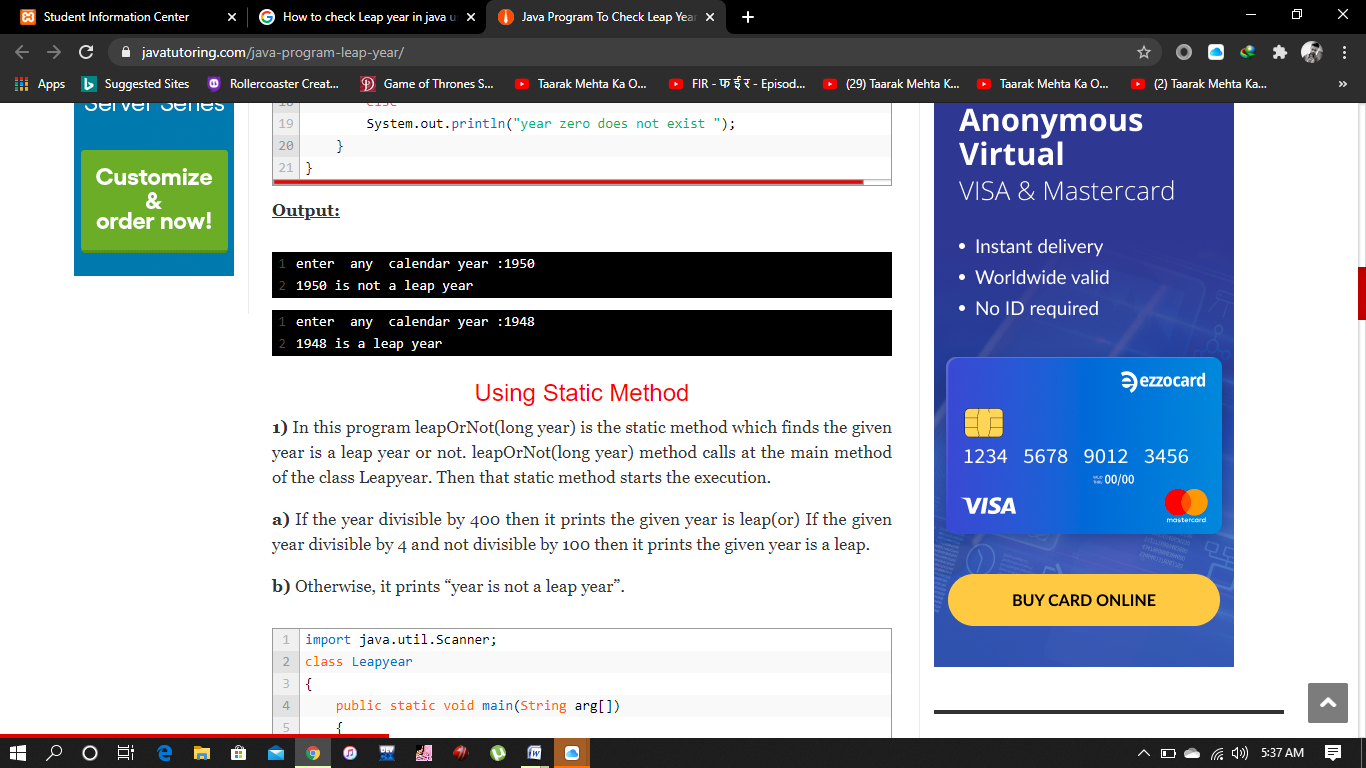 Student Information Center
How to check Leap year in java u
Java Program To Check Leap Year
javatutoring.com/java-program-leap-year/
Apps
Suggested Sites
Rollercoaster Creat...
Game of Thrones S...
Taarak Mehta Ka O...
FIR - एफ ई र - Episod...
(29) Taarak Mehta K...
Taarak Mehta Ka O...
(2) Taarak Mehta Ka...
»
Server Series
Customize
&
order now!
18 else
19 System.out.println("year zero does not exist ");
20 }
21 }
Output:
1 enter any calendar year :1950
2 1950 is not a leap year
1 enter any calendar year :1948
2 1948 is a leap year
Using Static Method
1) In this program leapOrNot(long year) is the static method which finds the given
year is a leap year or not. leapOrNot(long year) method calls at the main method
of the class Leapyear. Then that static method starts the execution.
a) If the year divisible by 400 then it prints the given year is leap(or) If the given
year divisible by 4 and not divisible by 100 then it prints the given year is a leap.
b) Otherwise, it prints “year is not a leap year”.
1 import java.util.Scanner;
2 class Leapyear
3 {
4 public static void main(String arg[])
5 {
Anonymous
Virtual
VISA & Mastercard
• Instant delivery
• Worldwide valid
• No ID required
ezzocard
1234 5678 9012 3456
00/00
VISA
mastercard
BUY CARD ONLINE
5:37 AM